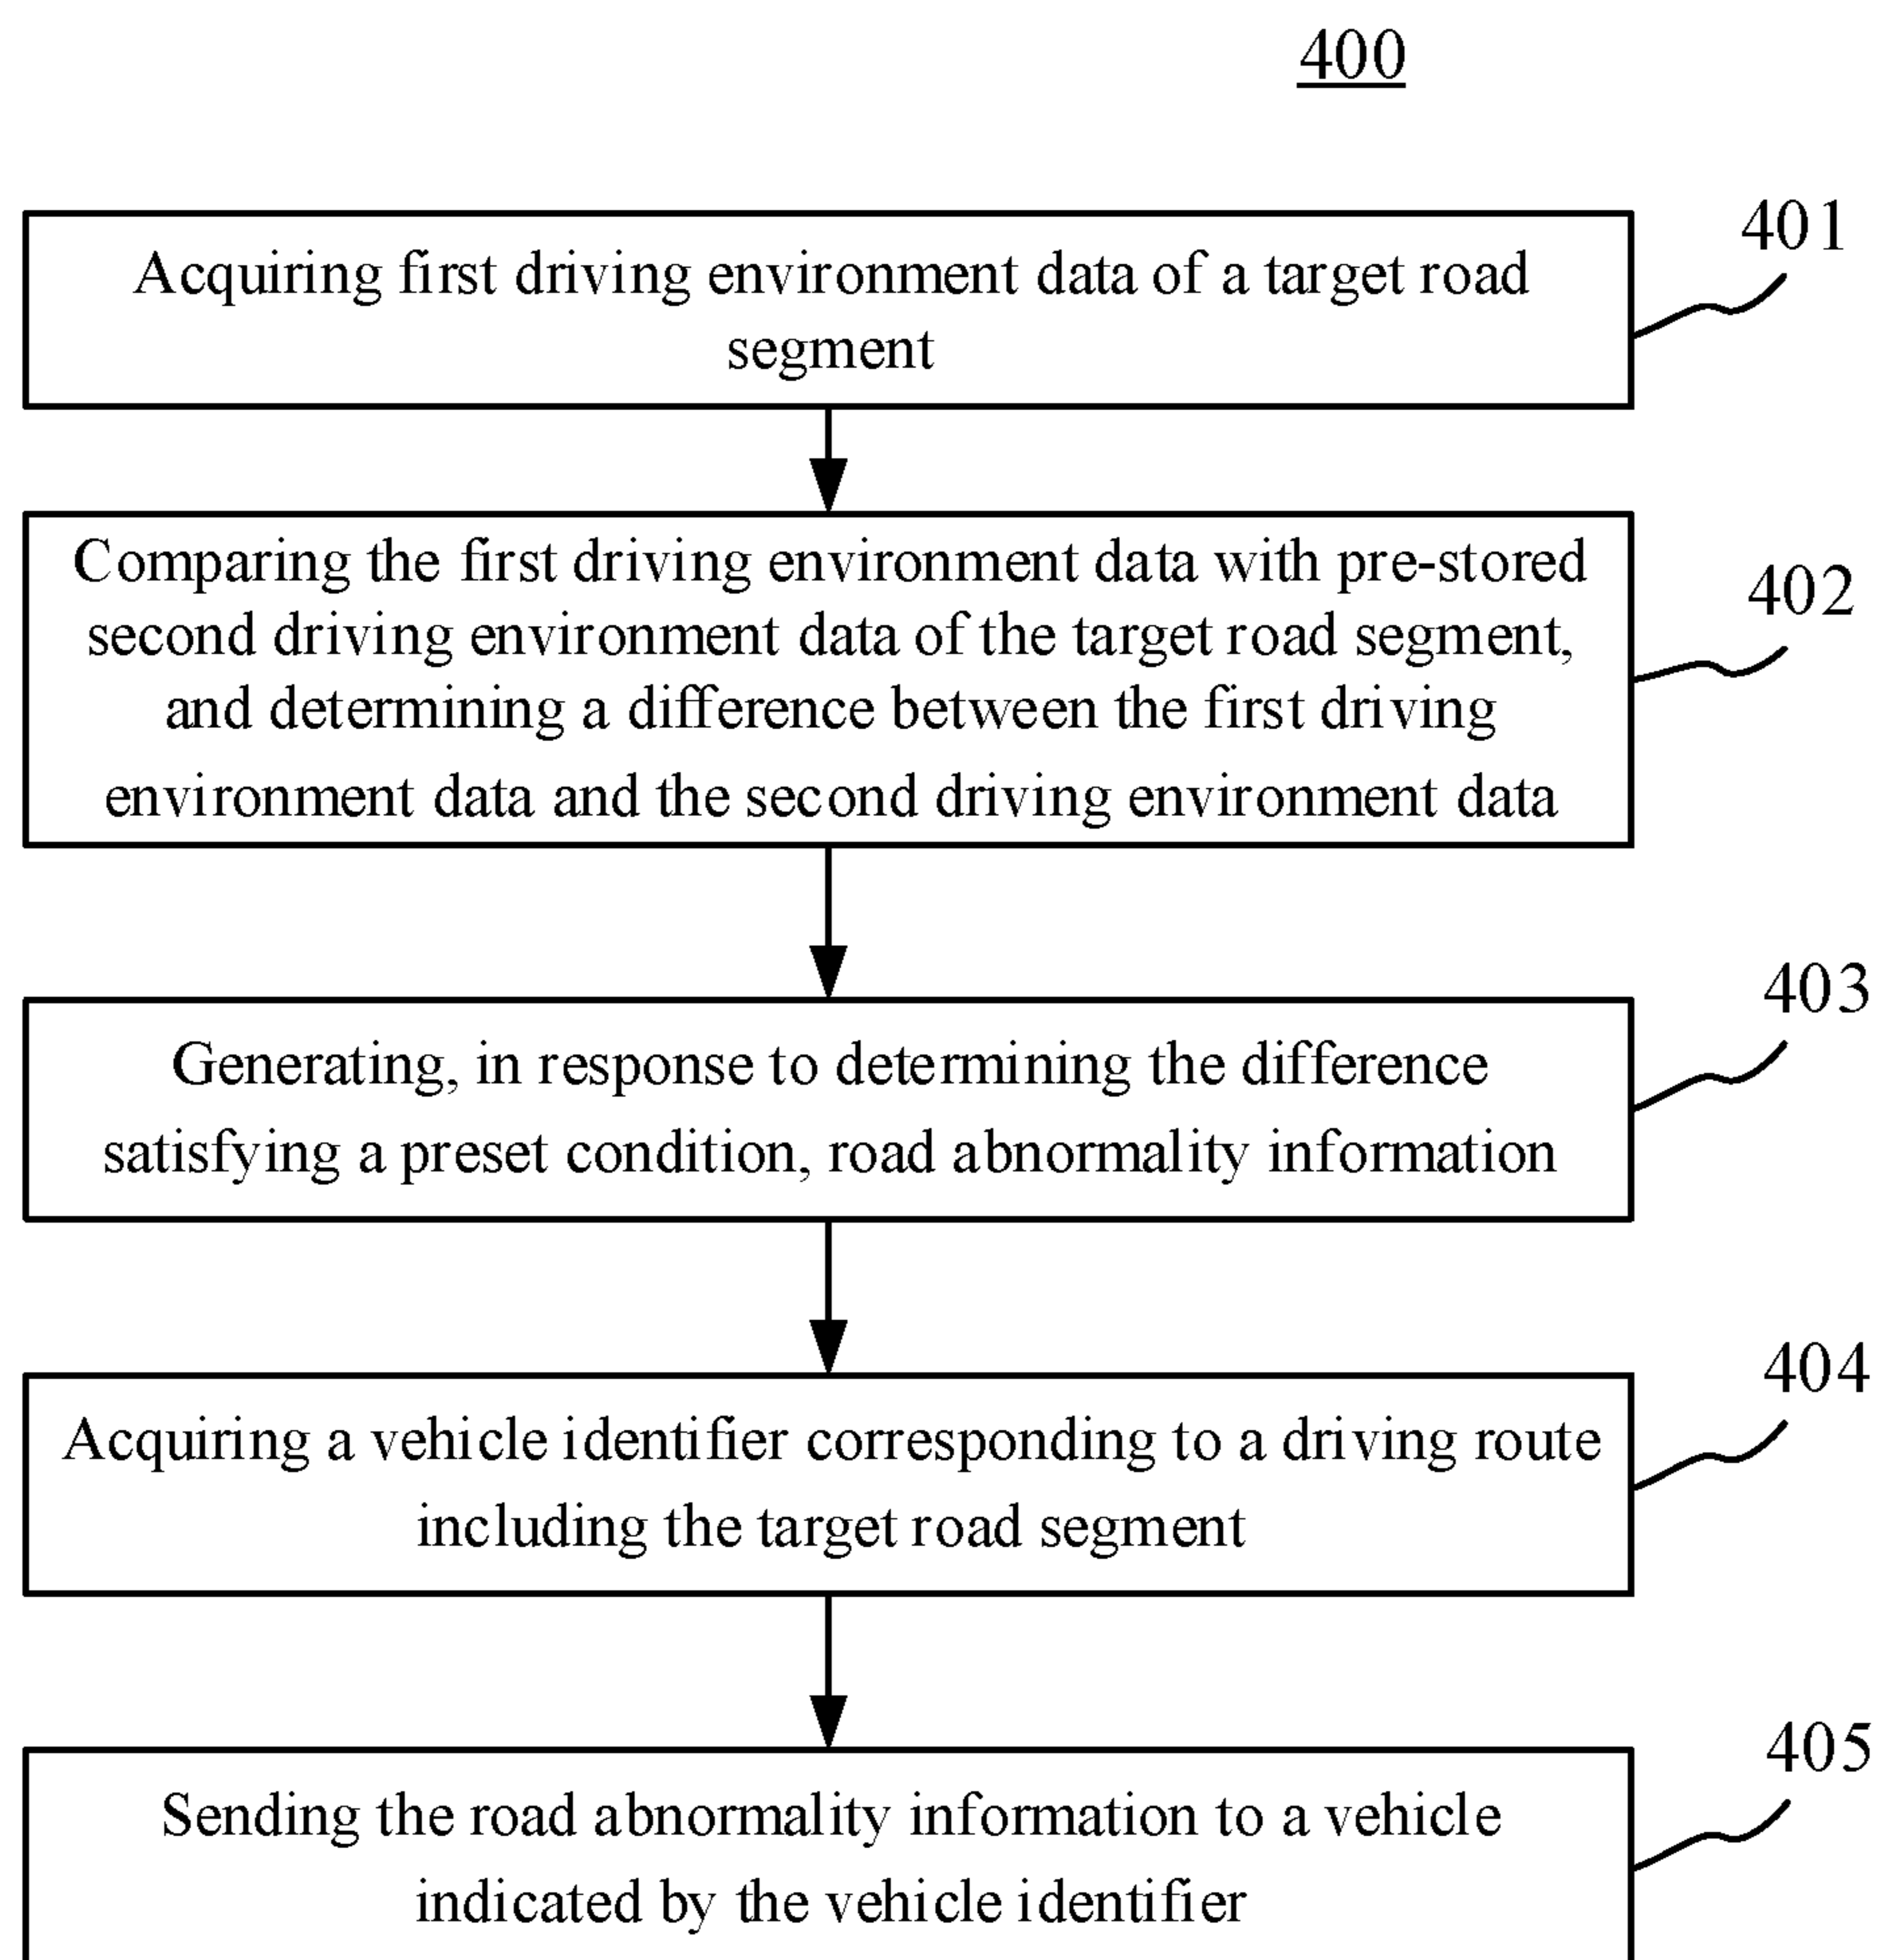 400
401
Acquiring first driving environment data of a target road
segment
402
Comparing the first driving environment data with pre-stored
second driving environment data of the target road segment,
and determining a difference between the first driving
environment data and the second driving environment data
403
Generating, in response to determining the difference
satisfying a preset condition, road abnormality information
404
Acquiring a vehicle identifier corresponding to a driving route
including the target road segment
405
Sending the road abnormality information to a vehicle
indicated by the vehicle identifier